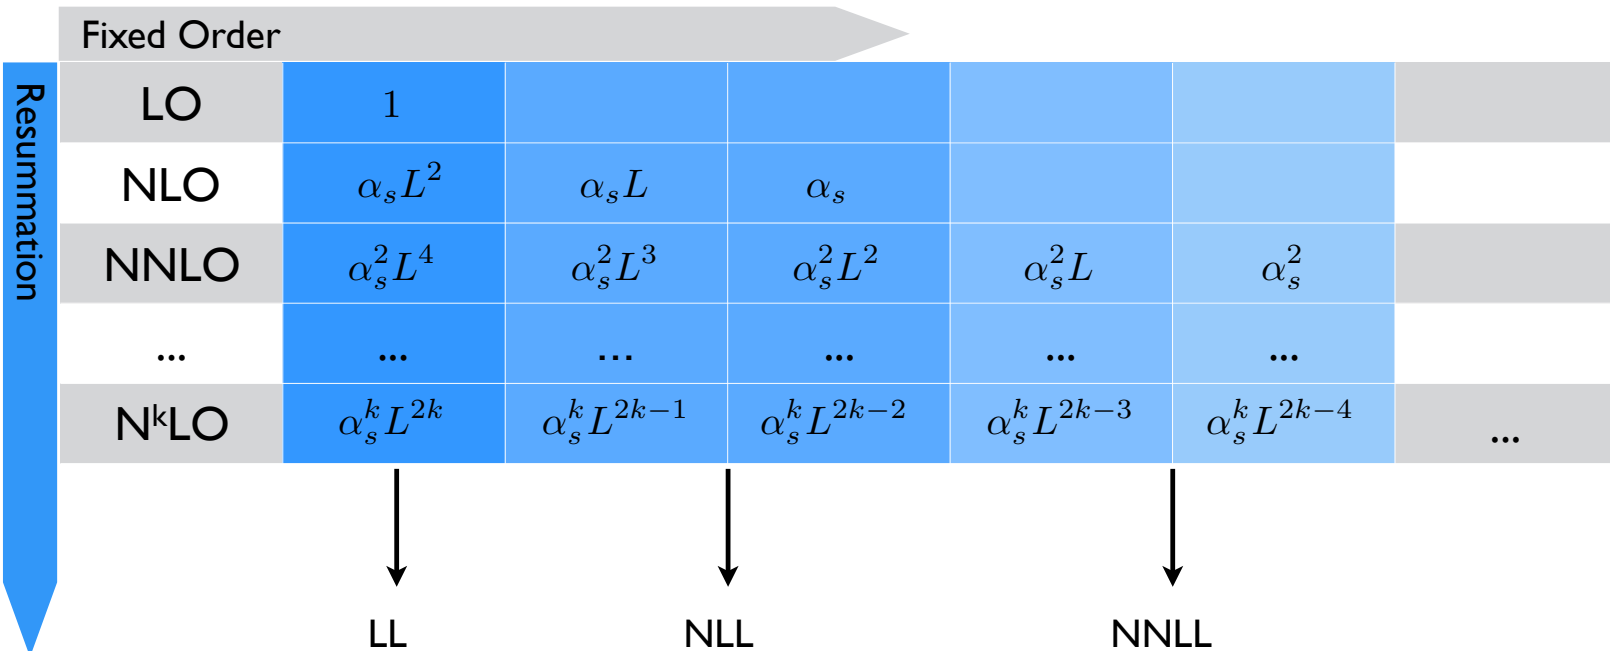 Fixed Order
Resummation
LO 1
NLO αₛL² αₛL αₛ
NNLO αₛ²L⁴ αₛ²L³ αₛ²L² αₛ²L αₛ²
... ... ... ... ... ...
NᵏLO αₛᵏL²ᵏ αₛᵏL²ᵏ⁻¹ αₛᵏL²ᵏ⁻² αₛᵏL²ᵏ⁻³ αₛᵏL²ᵏ⁻⁴ ...
LL NLL NNLL